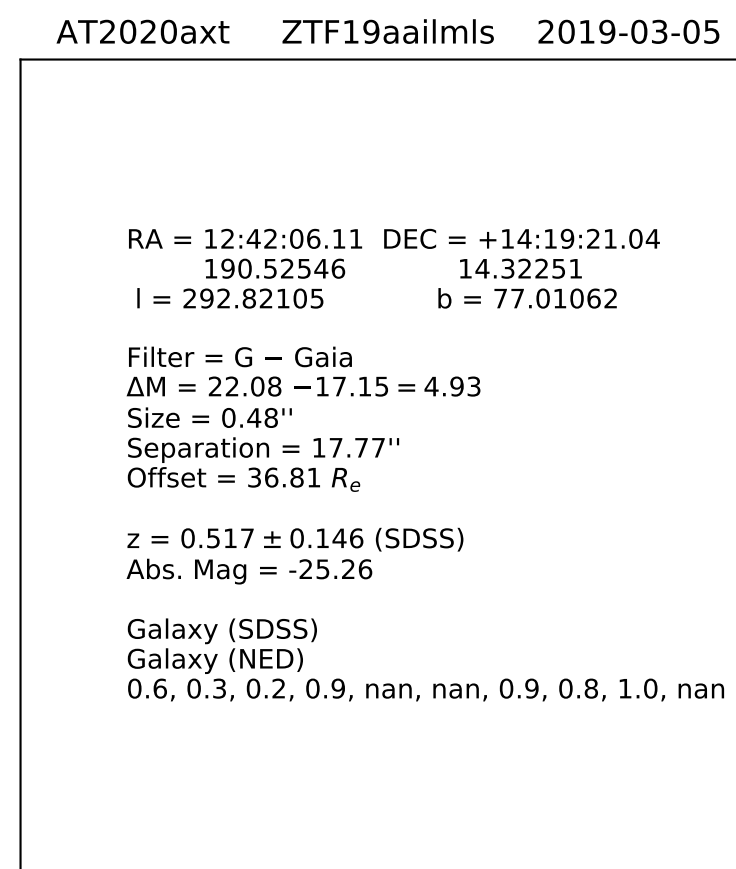 AT2020axt ZTF19aailmls 2019-03-05
RA = 12:42:06.11 DEC = +14:19:21.04
190.52546 14.32251
l = 292.82105 b = 77.01062
Filter = G − Gaia
ΔM = 22.08 −17.15 = 4.93
Size = 0.48''
Separation = 17.77''
Offset = 36.81 Rₑ
z = 0.517 ± 0.146 (SDSS)
Abs. Mag = -25.26
Galaxy (SDSS)
Galaxy (NED)
0.6, 0.3, 0.2, 0.9, nan, nan, 0.9, 0.8, 1.0, nan